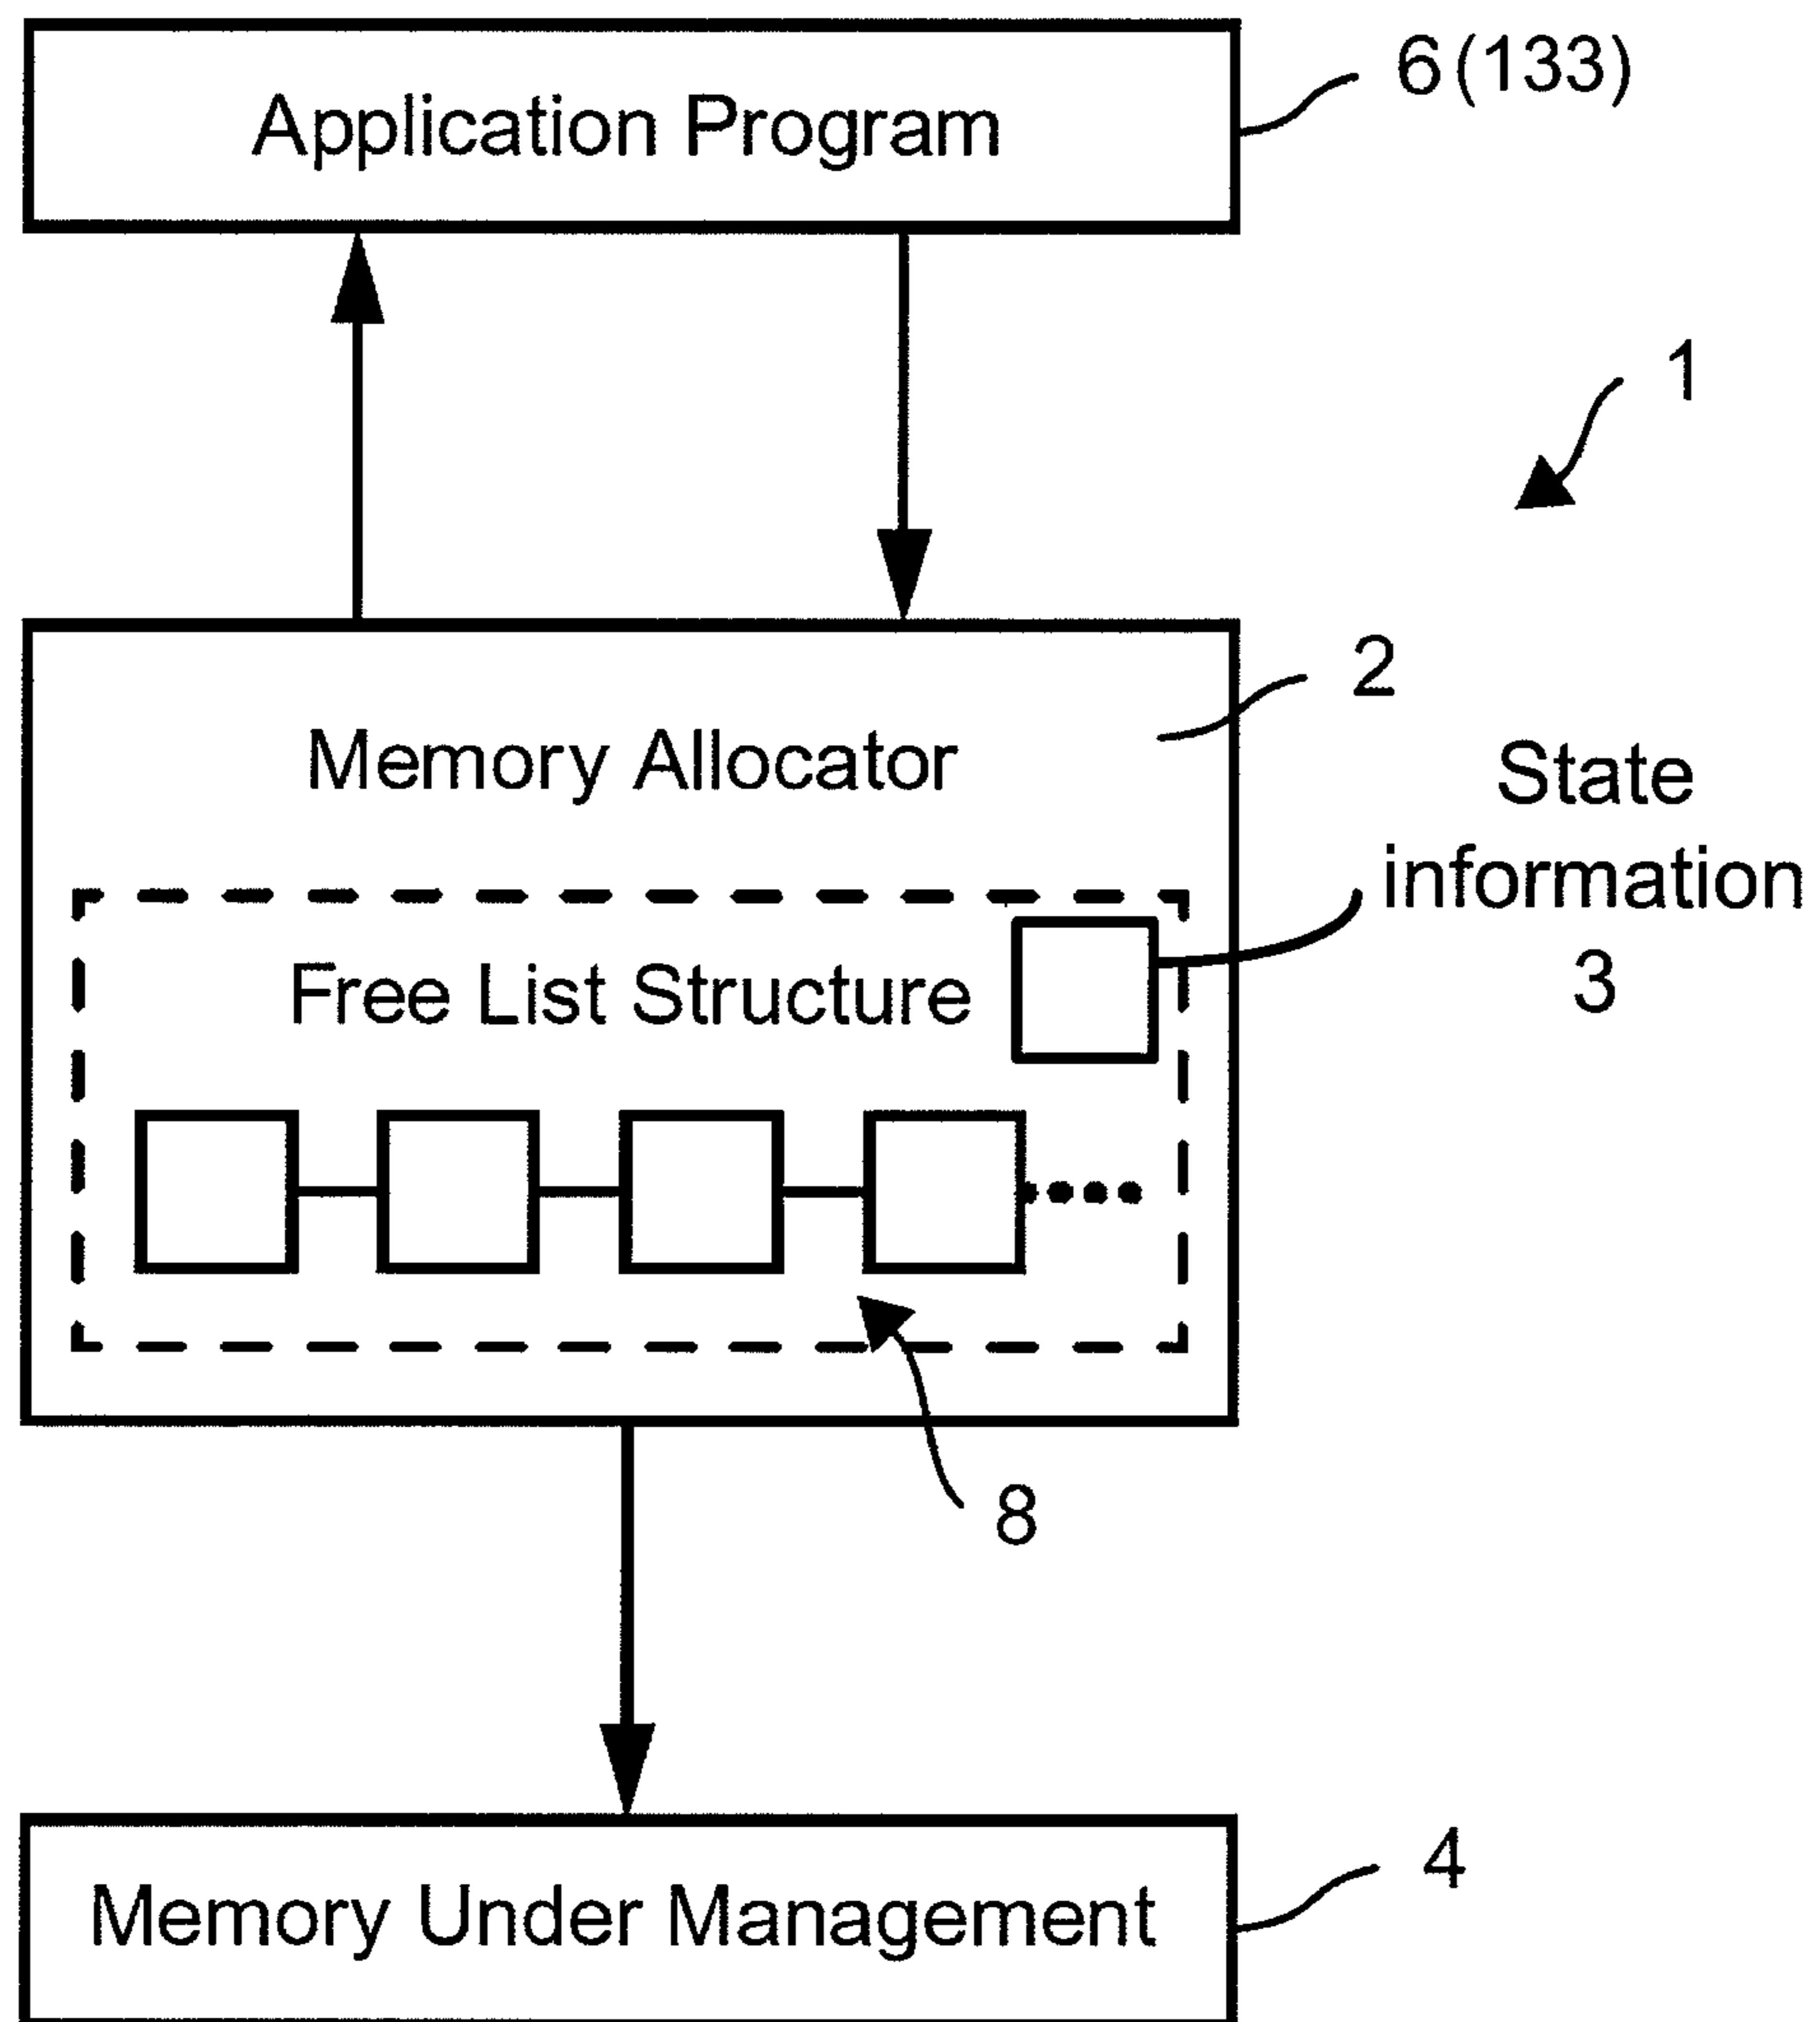 Application Program
6 (133)
1
2
Memory Allocator
State
information
3
Free List Structure
8
4
Memory Under Management